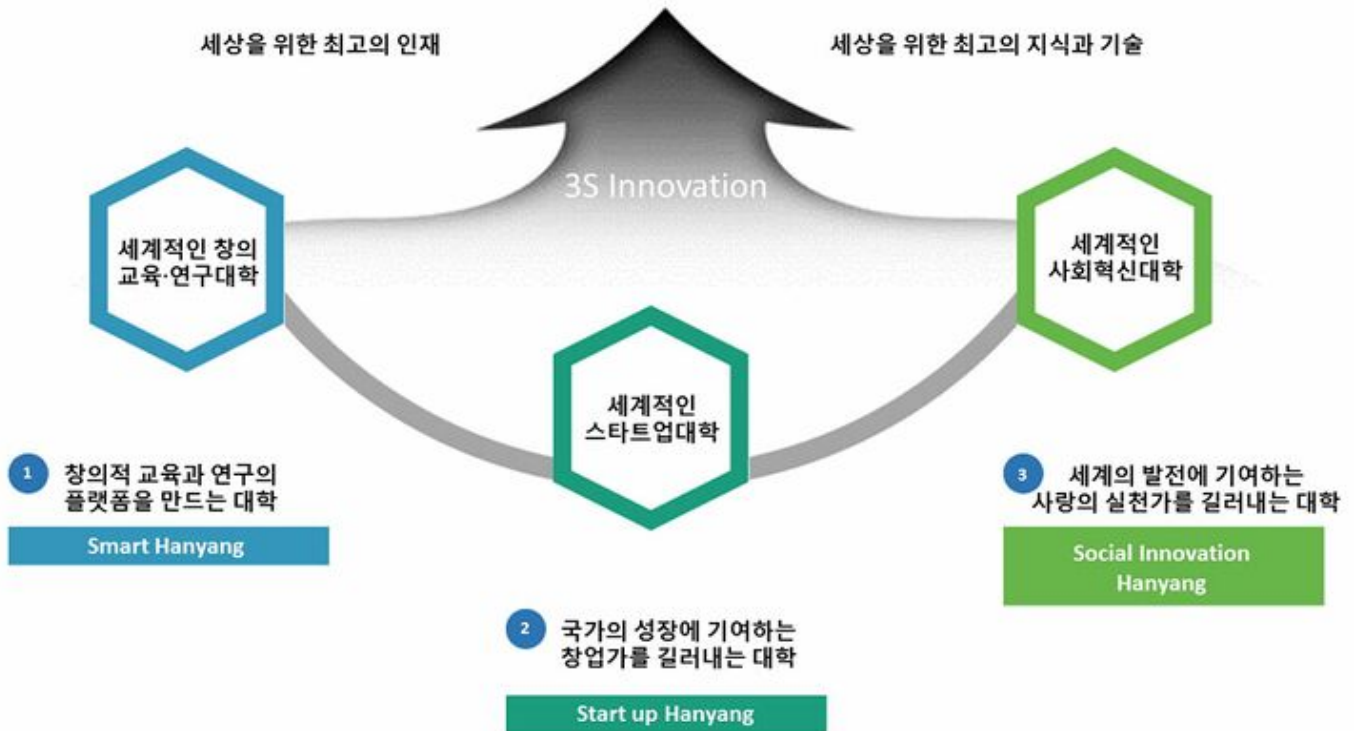 세상을 위한 최고의 인재
세상을 위한 최고의 지식과 기술
3S Innovation
세계적인 창의
교육·연구대학
세계적인
사회혁신대학
세계적인
스타트업대학
1 창의적 교육과 연구의
플랫폼을 만드는 대학
Smart Hanyang
3 세계의 발전에 기여하는
사랑의 실천가를 길러내는 대학
Social Innovation
Hanyang
2 국가의 성장에 기여하는
창업가를 길러내는 대학
Start up Hanyang